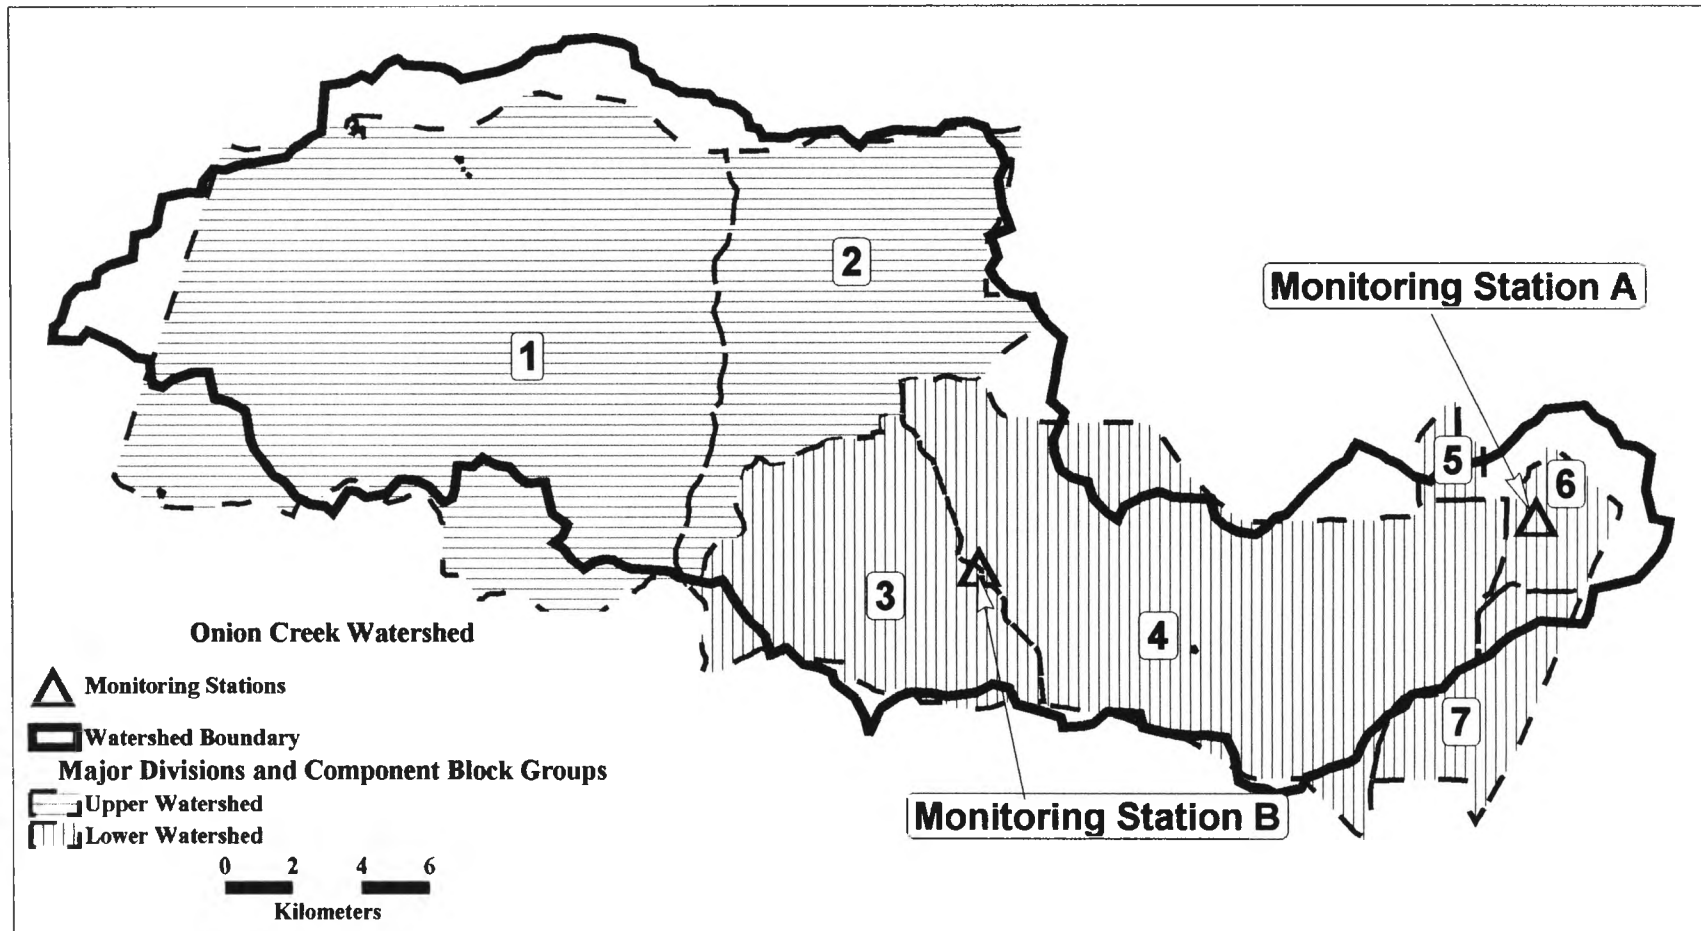 2
Monitoring Station A
1
5
6
3
4
Onion Creek Watershed
Monitoring Stations
7
Watershed Boundary
Major Divisions and Component Block Groups
Upper Watershed
Monitoring Station B
Lower Watershed
0 2 4 6
Kilometers